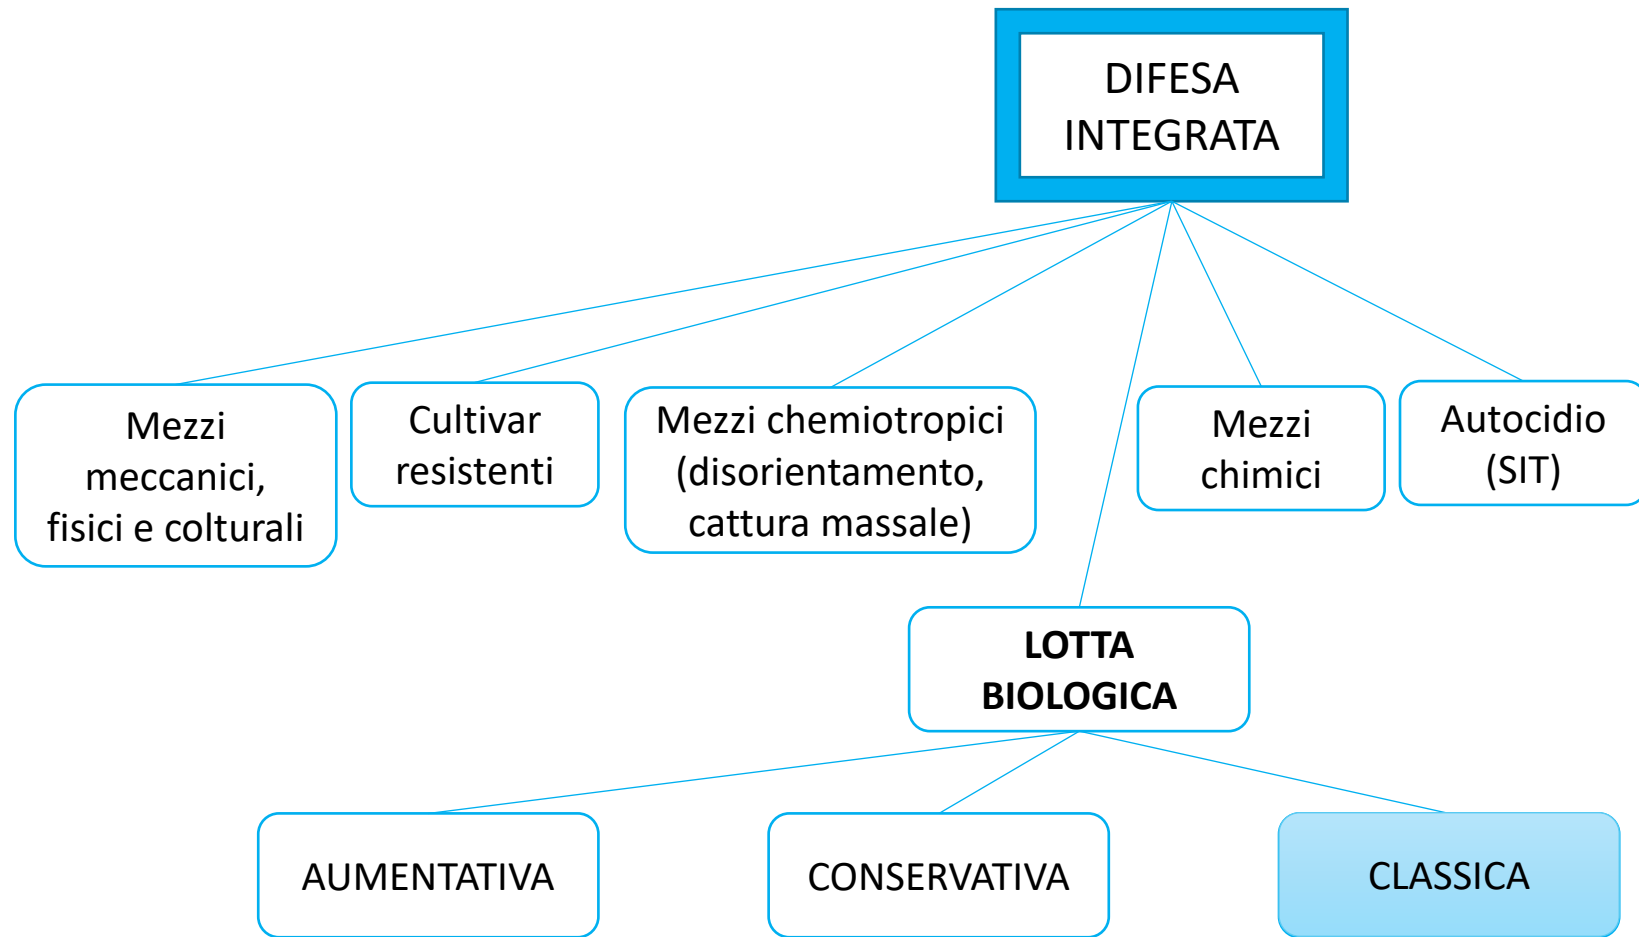 DIFESA
INTEGRATA
Mezzi
meccanici,
fisici e colturali
Cultivar
resistenti
Mezzi chemiotropici
(disorientamento,
cattura massale)
Mezzi
chimici
Autocidio
(SIT)
LOTTA
BIOLOGICA
AUMENTATIVA
CONSERVATIVA
CLASSICA